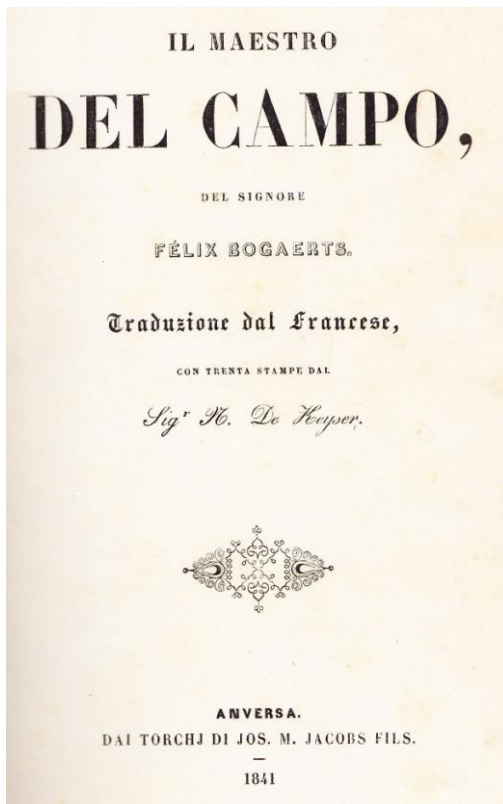 IL MAESTRO
DEL CAMPO,
DEL SIGNORE
FÉLIX BOGAERTS.
Traduzione dal Francese,
CON TRENTA STAMPE DAL
Sigʳ N. De Keyser.
ANVERSA.
DAI TORCHJ DI JOS. M. JACOBS FILS.
1841